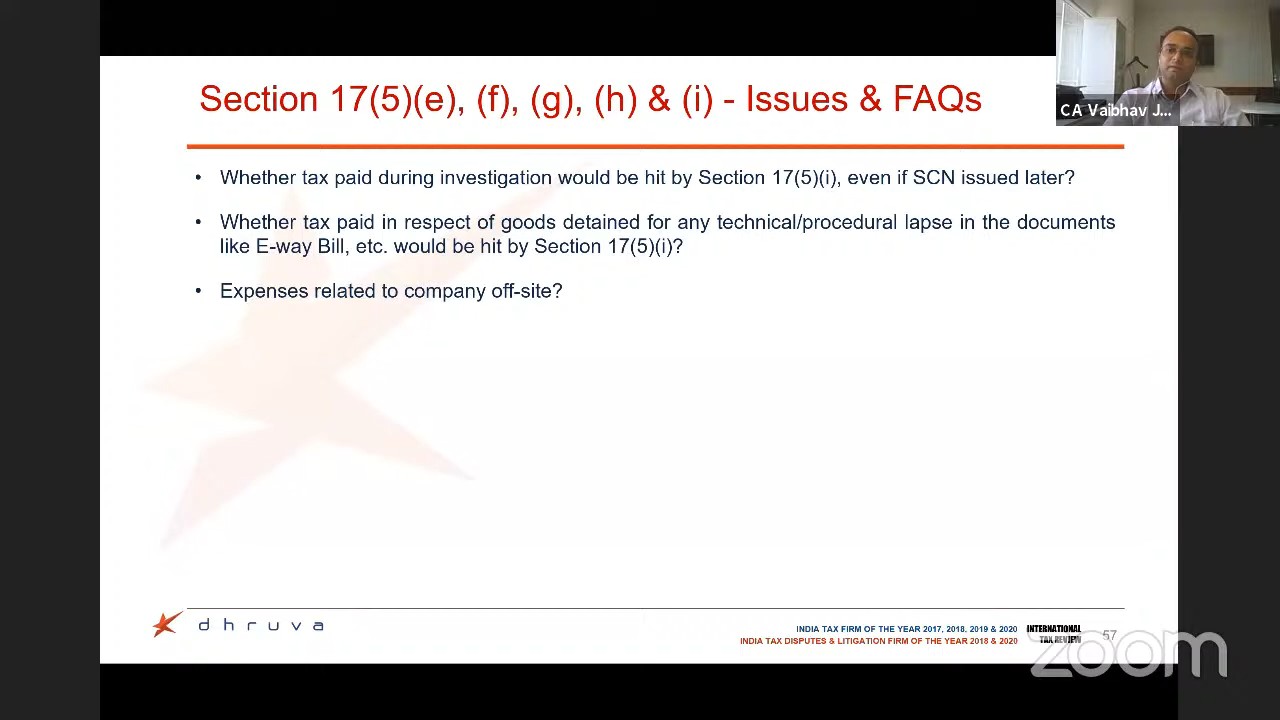 Section 17(5)(e), (f), (g), (h) & (i) - Issues & FAQs
CA Vaibhav J...
• Whether tax paid during investigation would be hit by Section 17(5)(i), even if SCN issued later?
• Whether tax paid in respect of goods detained for any technical/procedural lapse in the documents
like E-way Bill, etc. would be hit by Section 17(5)(i)?
• Expenses related to company off-site?
dhruva
INDIA TAX FIRM OF THE YEAR 2017, 2018, 2019 & 2020
INDIA TAX DISPUTES & LITIGATION FIRM OF THE YEAR 2018 & 2020
INTERNATIONAL
TAX REVIEW
57
zoom